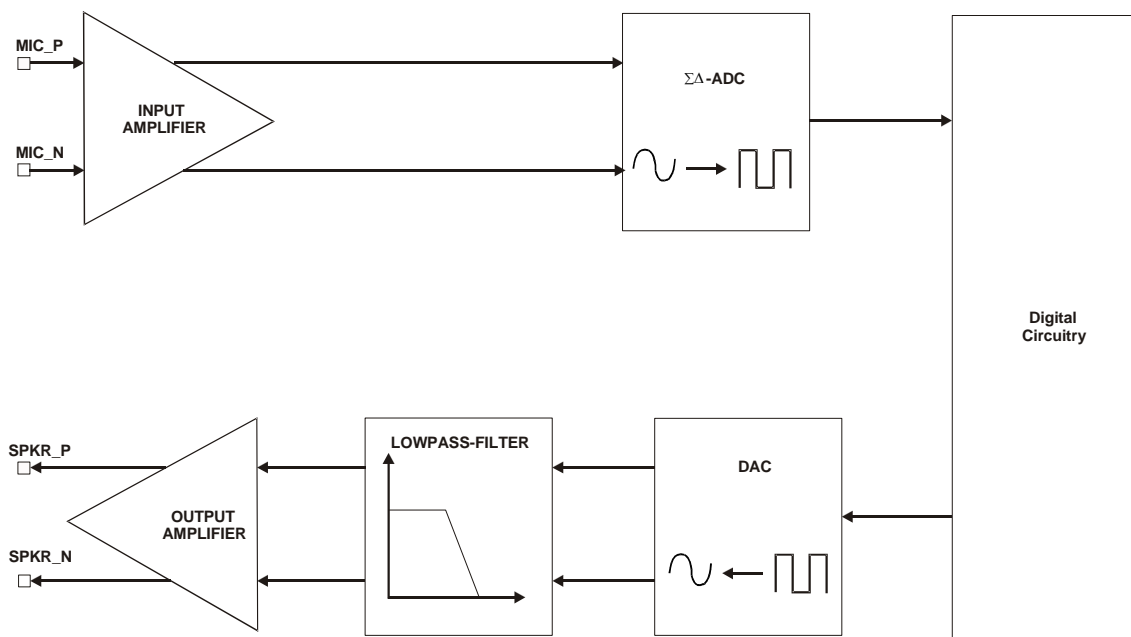 MIC_P
MIC_N
INPUT
AMPLIFIER
ΣΔ-ADC
Digital
Circuitry
SPKR_P
SPKR_N
OUTPUT
AMPLIFIER
LOWPASS-FILTER
DAC